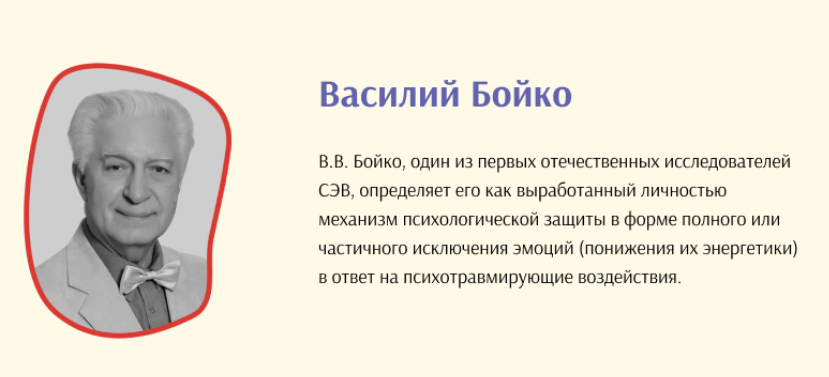 Василий Бойко
В.В. Бойко, один из первых отечественных исследователей
СЭВ, определяет его как выработанный личностью
механизм психологической защиты в форме полного или
частичного исключения эмоций (понижения их энергетики)
в ответ на психотравмирующие воздействия.